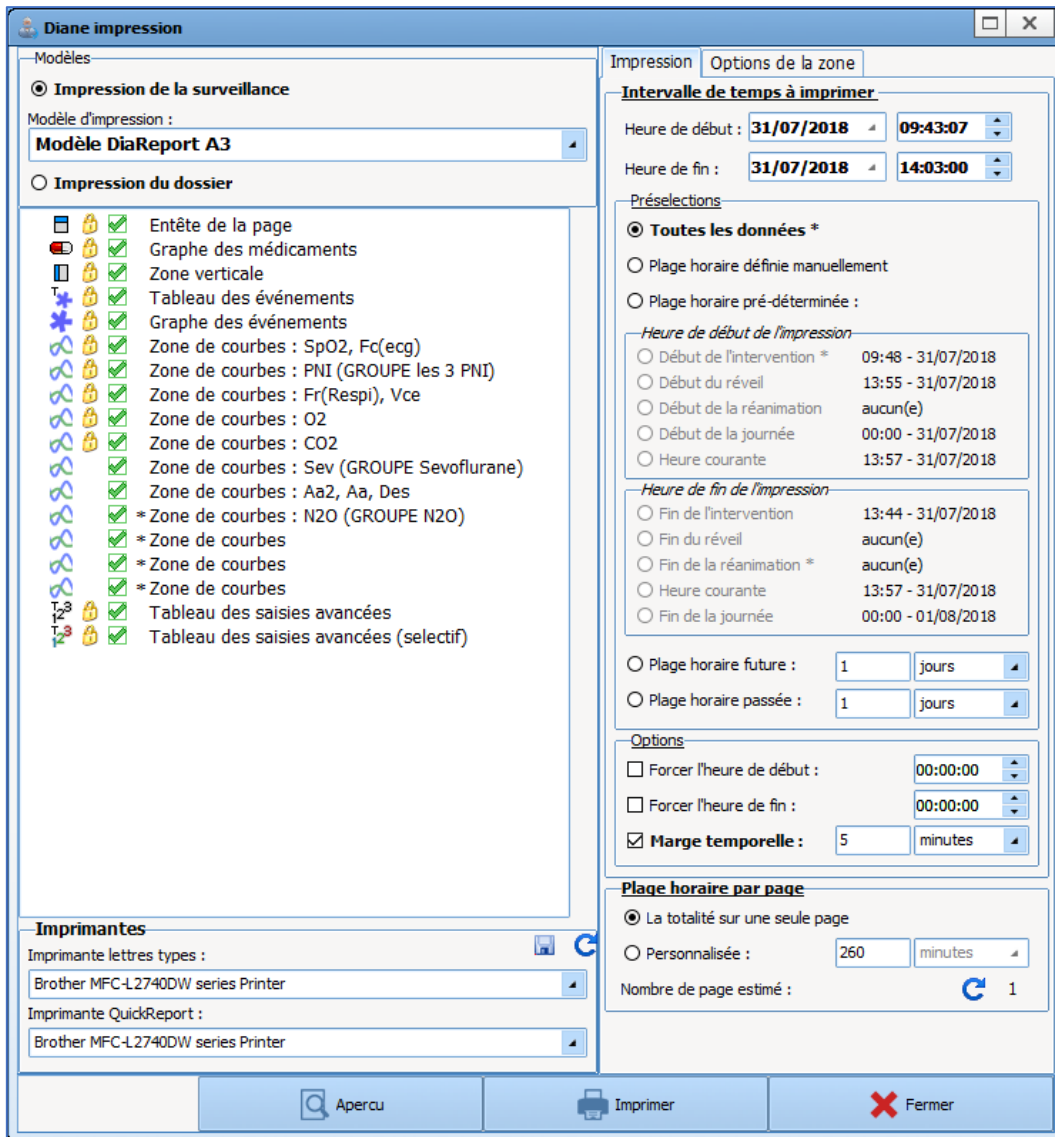 Diane impression
Modèles
Impression de la surveillance
Modèle d'impression :
Modèle DiaReport A3
Impression du dossier
Entête de la page
Graphe des médicaments
Zone verticale
Tableau des événements
Graphe des événements
Zone de courbes : SpO2, Fc(ecg)
Zone de courbes : PNI (GROUPE les 3 PNI)
Zone de courbes : Fr(Respi), Vce
Zone de courbes : O2
Zone de courbes : CO2
Zone de courbes : Sev (GROUPE Sevoflurane)
Zone de courbes : Aa2, Aa, Des
* Zone de courbes : N2O (GROUPE N2O)
* Zone de courbes
* Zone de courbes
* Zone de courbes
Tableau des saisies avancées
Tableau des saisies avancées (selectif)
Imprimantes
Imprimante lettres types :
Brother MFC-L2740DW series Printer
Imprimante QuickReport :
Brother MFC-L2740DW series Printer
Impression Options de la zone
Intervalle de temps à imprimer
Heure de début : 31/07/2018 09:43:07
Heure de fin : 31/07/2018 14:03:00
Préselections
Toutes les données *
Plage horaire définie manuellement
Plage horaire pré-déterminée :
Heure de début de l'impression
Début de l'intervention * 09:48 - 31/07/2018
Début du réveil 13:55 - 31/07/2018
Début de la réanimation aucun(e)
Début de la journée 00:00 - 31/07/2018
Heure courante 13:57 - 31/07/2018
Heure de fin de l'impression
Fin de l'intervention 13:44 - 31/07/2018
Fin du réveil aucun(e)
Fin de la réanimation * aucun(e)
Heure courante 13:57 - 31/07/2018
Fin de la journée 00:00 - 01/08/2018
Plage horaire future : 1 jours
Plage horaire passée : 1 jours
Options
Forcer l'heure de début : 00:00:00
Forcer l'heure de fin : 00:00:00
Marge temporelle : 5 minutes
Plage horaire par page
La totalité sur une seule page
Personnalisée : 260 minutes
Nombre de page estimé : 1
Apercu Imprimer Fermer